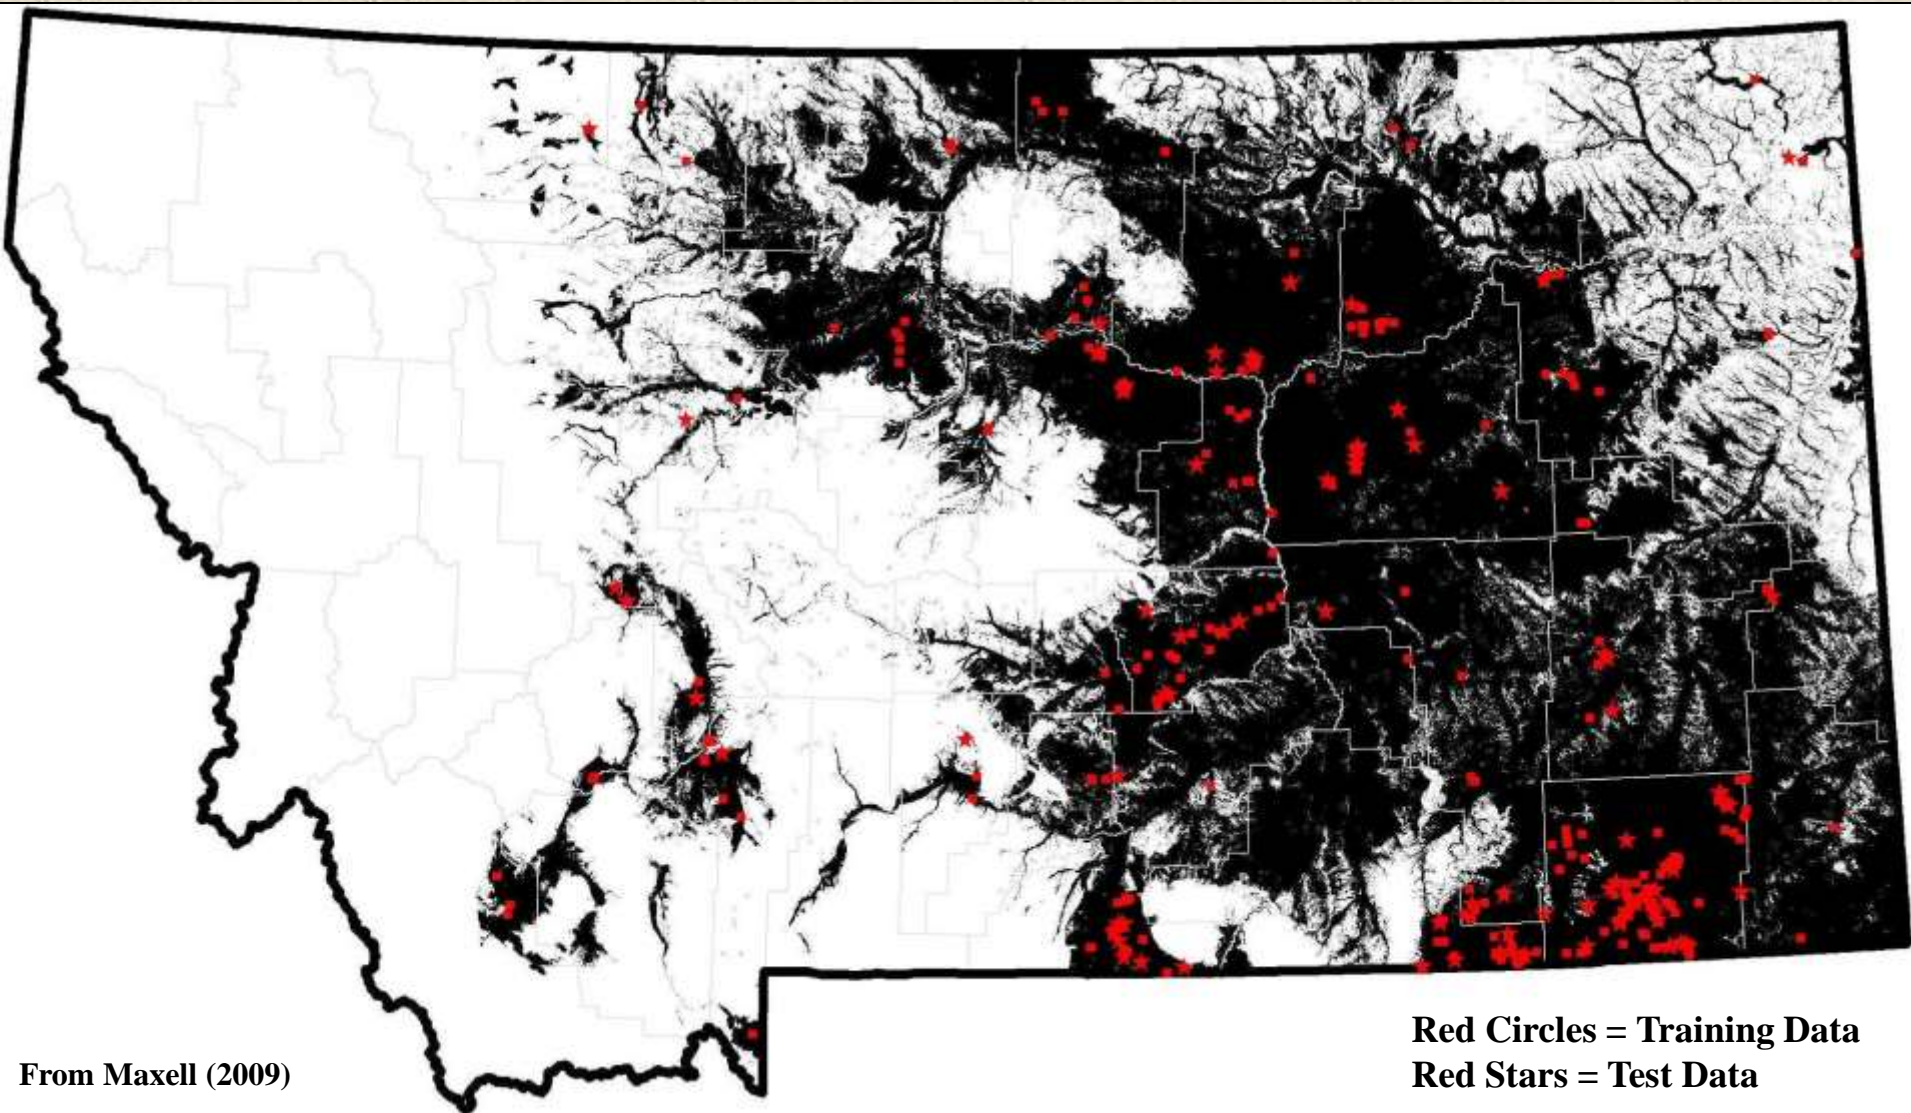 Red Circles = Training Data
Red Stars = Test Data
From Maxell (2009)